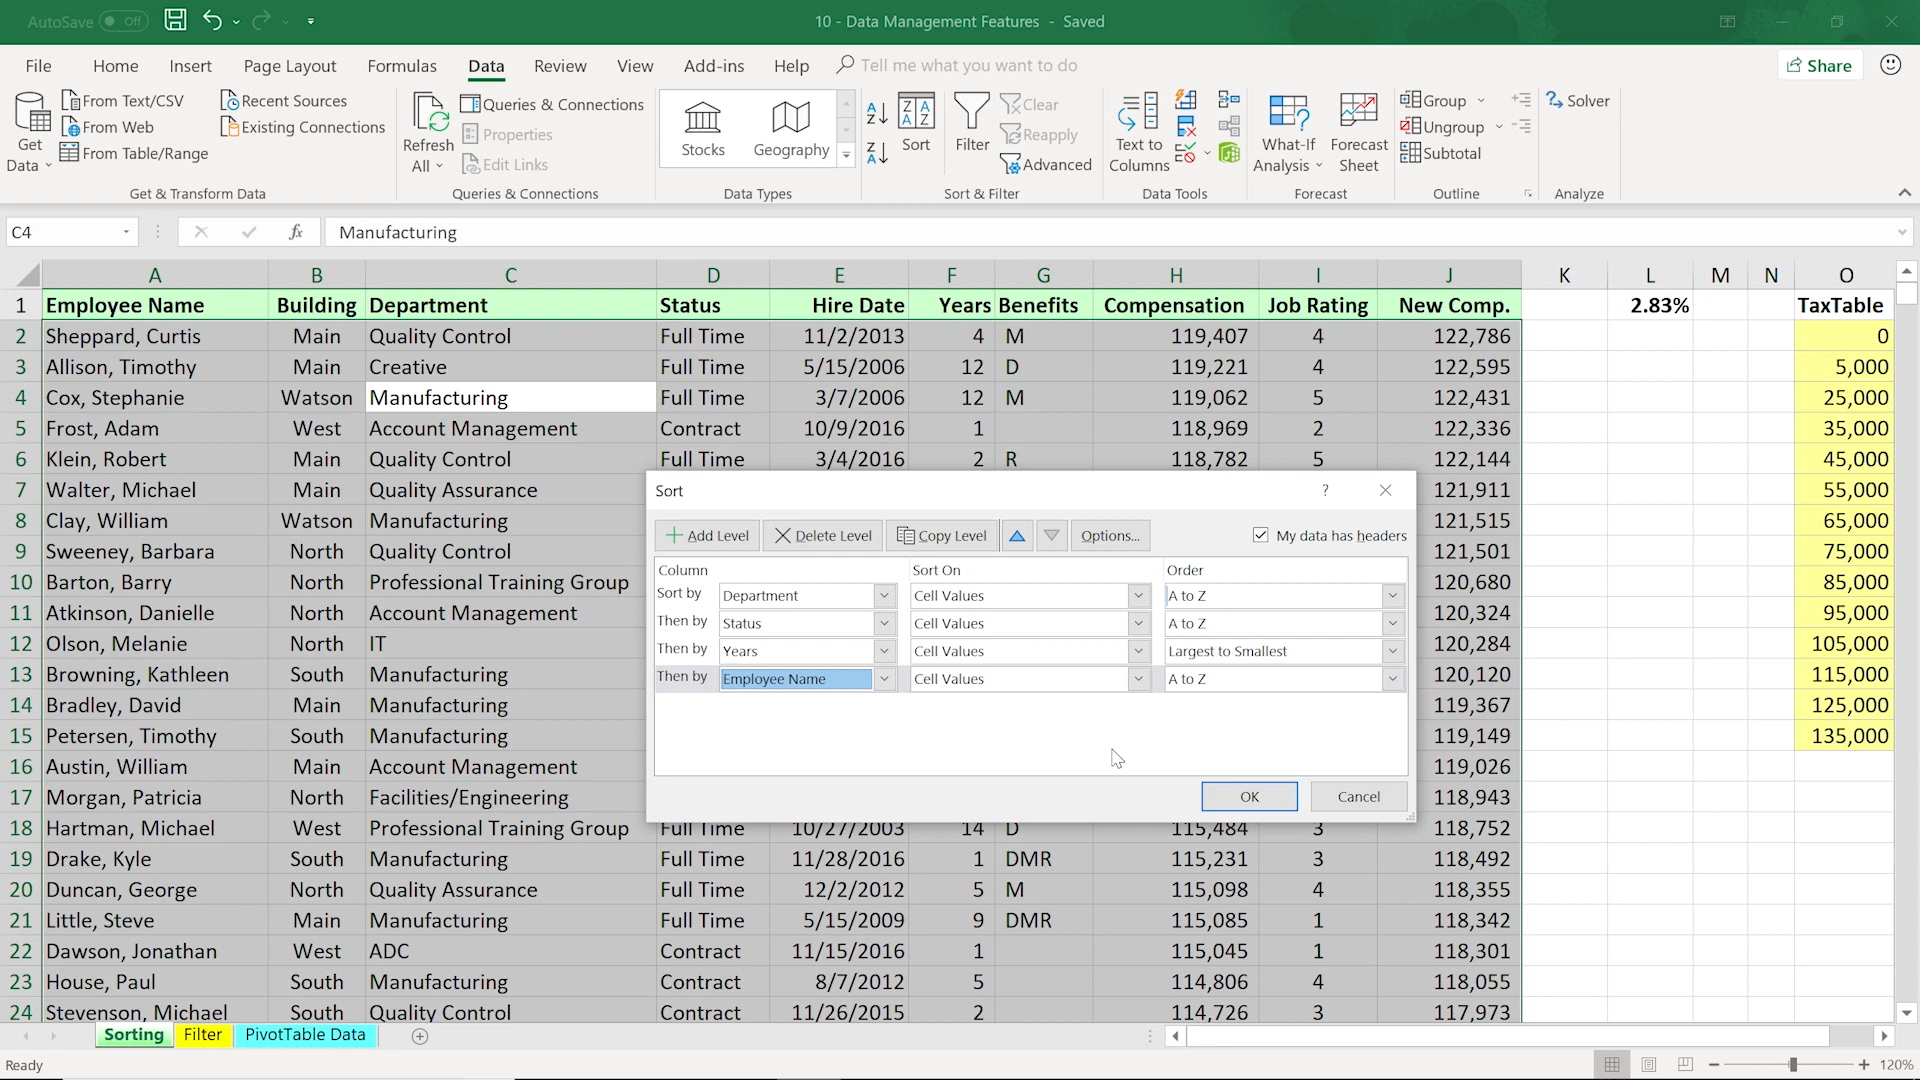 AutoSave Off
10 - Data Management Features - Saved
File Home Insert Page Layout Formulas Data Review View Add-ins Help Tell me what you want to do Share
Get Data
From Text/CSV
From Web
From Table/Range
Recent Sources
Existing Connections
Get & Transform Data
Refresh All
Queries & Connections
Properties
Edit Links
Queries & Connections
Stocks Geography
Data Types
Sort
Filter
Clear
Reapply
Advanced
Sort & Filter
Text to Columns
Data Tools
What-If Analysis
Forecast Sheet
Forecast
Group
Ungroup
Subtotal
Outline
Solver
Analyze
C4 fx Manufacturing
A B C D E F G H I J K L M N O
1 Employee Name Building Department Status Hire Date Years Benefits Compensation Job Rating New Comp. 2.83% TaxTable
2 Sheppard, Curtis Main Quality Control Full Time 11/2/2013 4 M 119,407 4 122,786 0
3 Allison, Timothy Main Creative Full Time 5/15/2006 12 D 119,221 4 122,595 5,000
4 Cox, Stephanie Watson Manufacturing Full Time 3/7/2006 12 M 119,062 5 122,431 25,000
5 Frost, Adam West Account Management Contract 10/9/2016 1 118,969 2 122,336 35,000
6 Klein, Robert Main Quality Control Full Time 3/4/2016 2 R 118,782 5 122,144 45,000
7 Walter, Michael Main Quality Assurance 121,911 55,000
8 Clay, William Watson Manufacturing 121,515 65,000
9 Sweeney, Barbara North Quality Control 121,501 75,000
10 Barton, Barry North Professional Training Group 120,680 85,000
11 Atkinson, Danielle North Account Management 120,324 95,000
12 Olson, Melanie North IT 120,284 105,000
13 Browning, Kathleen South Manufacturing 120,120 115,000
14 Bradley, David Main Manufacturing 119,367 125,000
15 Petersen, Timothy South Manufacturing 119,149 135,000
16 Austin, William Main Account Management 119,026
17 Morgan, Patricia North Facilities/Engineering 118,943
18 Hartman, Michael West Professional Training Group Full Time 10/27/2003 14 D 115,484 3 118,752
19 Drake, Kyle South Manufacturing Full Time 11/28/2016 1 DMR 115,231 3 118,492
20 Duncan, George North Quality Assurance Full Time 12/2/2012 5 M 115,098 4 118,355
21 Little, Steve Main Manufacturing Full Time 5/15/2009 9 DMR 115,085 1 118,342
22 Dawson, Jonathan West ADC Contract 11/15/2016 1 115,045 1 118,301
23 House, Paul South Manufacturing Contract 8/7/2012 5 114,806 4 118,055
24 Stevenson, Michael South Quality Control Contract 11/26/2015 2 114,726 3 117,973
Sort ?
Add Level Delete Level Copy Level Options... My data has headers
Column Sort On Order
Sort by Department Cell Values A to Z
Then by Status Cell Values A to Z
Then by Years Cell Values Largest to Smallest
Then by Employee Name Cell Values A to Z
OK Cancel
Sorting Filter PivotTable Data
Ready 120%